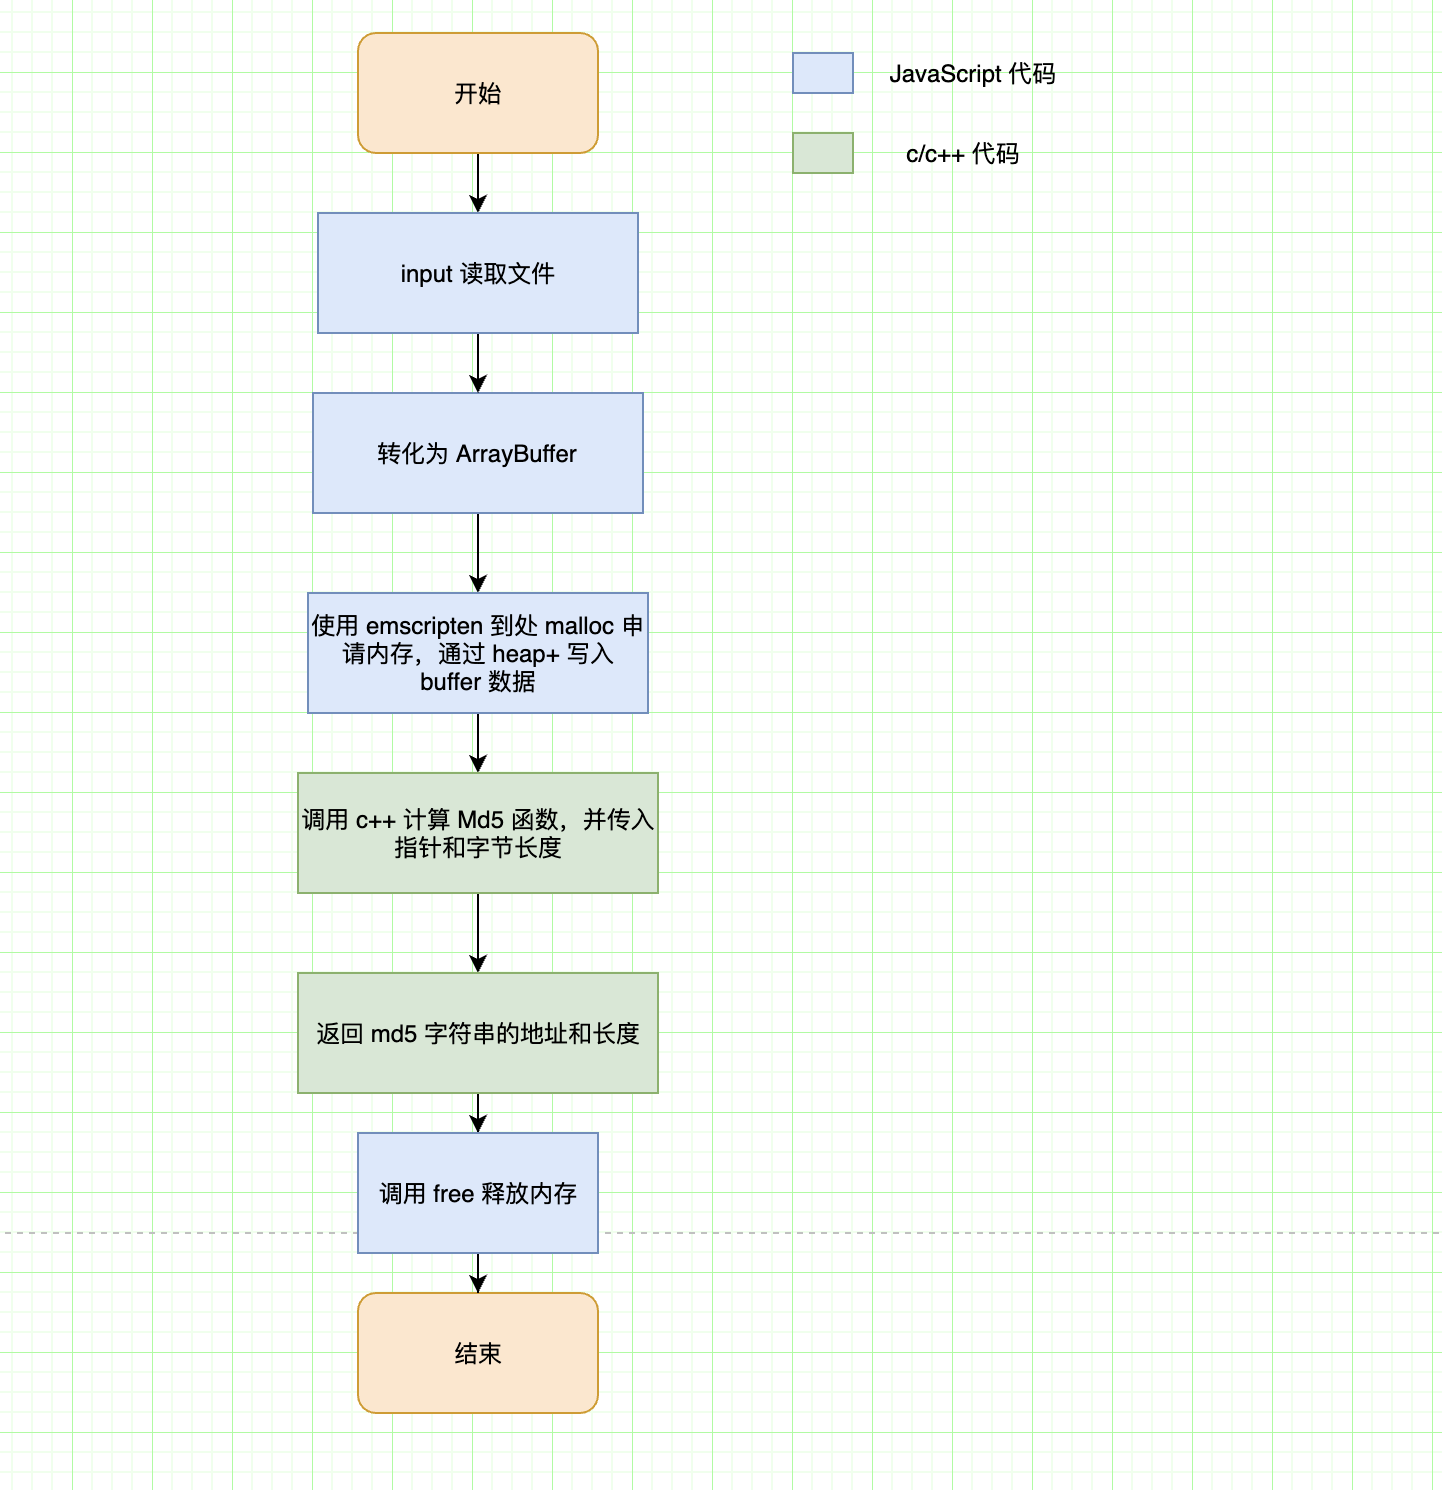 开始
JavaScript 代码
c/c++ 代码
input 读取文件
转化为 ArrayBuffer
使用 emscripten 到处 malloc 申
请内存，通过 heap+ 写入
buffer 数据
调用 c++ 计算 Md5 函数，并传入
指针和字节长度
返回 md5 字符串的地址和长度
调用 free 释放内存
结束